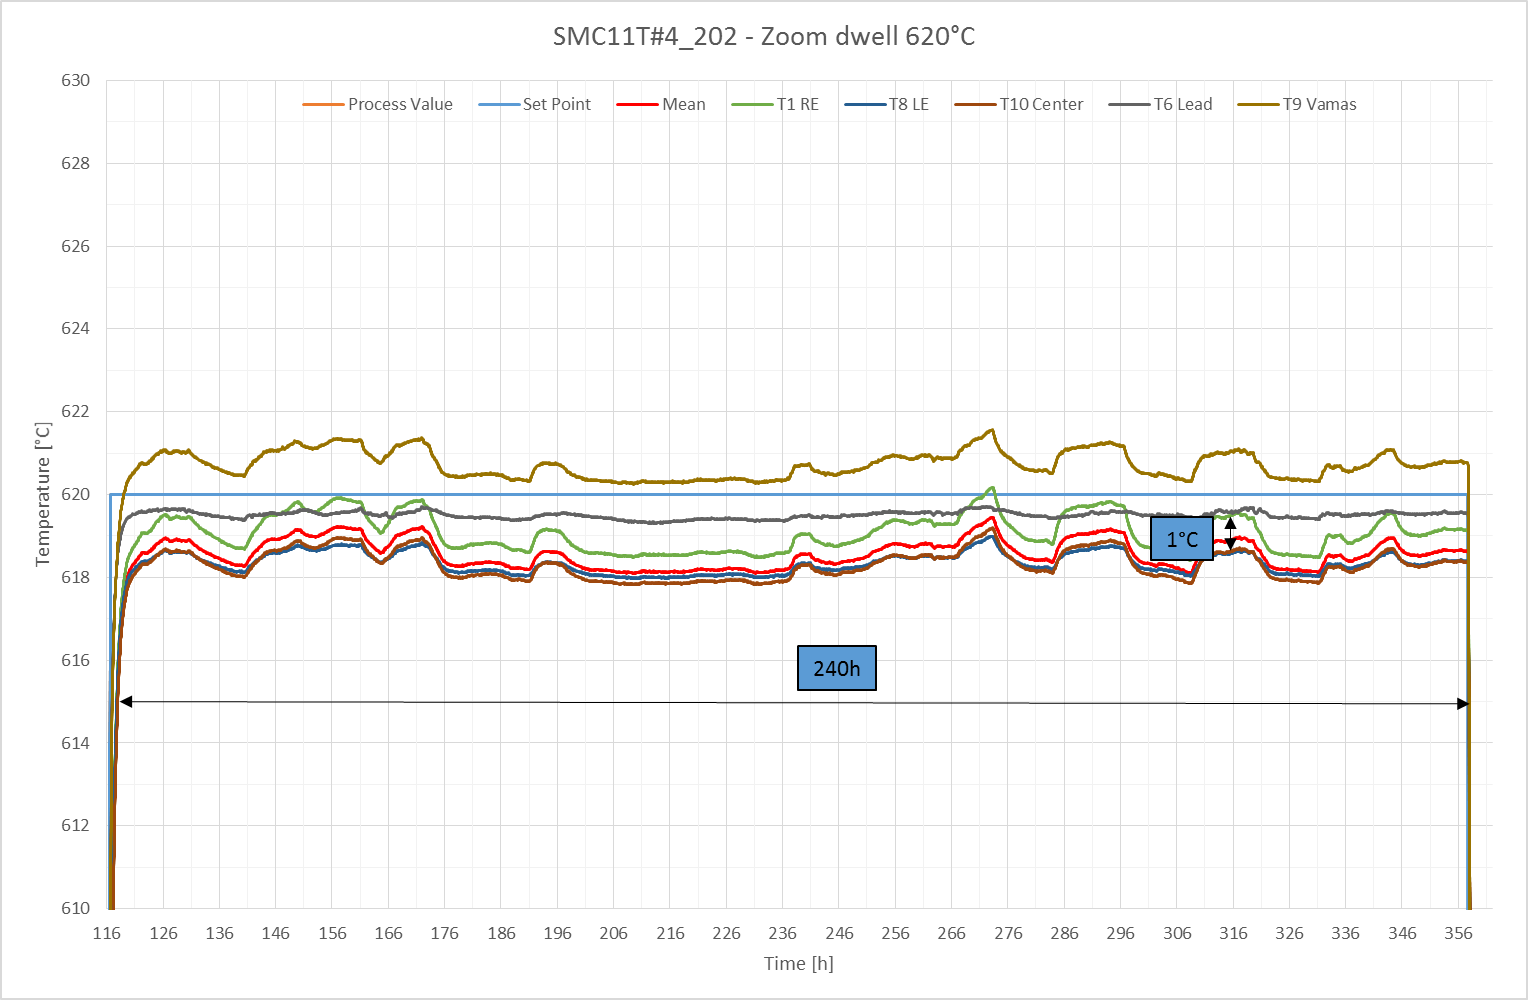 SMC11T#4_202 - Zoom dwell 620°C
630
Process Value Set Point Mean T1 RE T8 LE T10 Center T6 Lead T9 Vamas
628
626
624
622
620
618
616
614
612
610
Temperature [°C]
1°C
240h
116 126 136 146 156 166 176 186 196 206 216 226 236 246 256 266 276 286 296 306 316 326 336 346 356
Time [h]